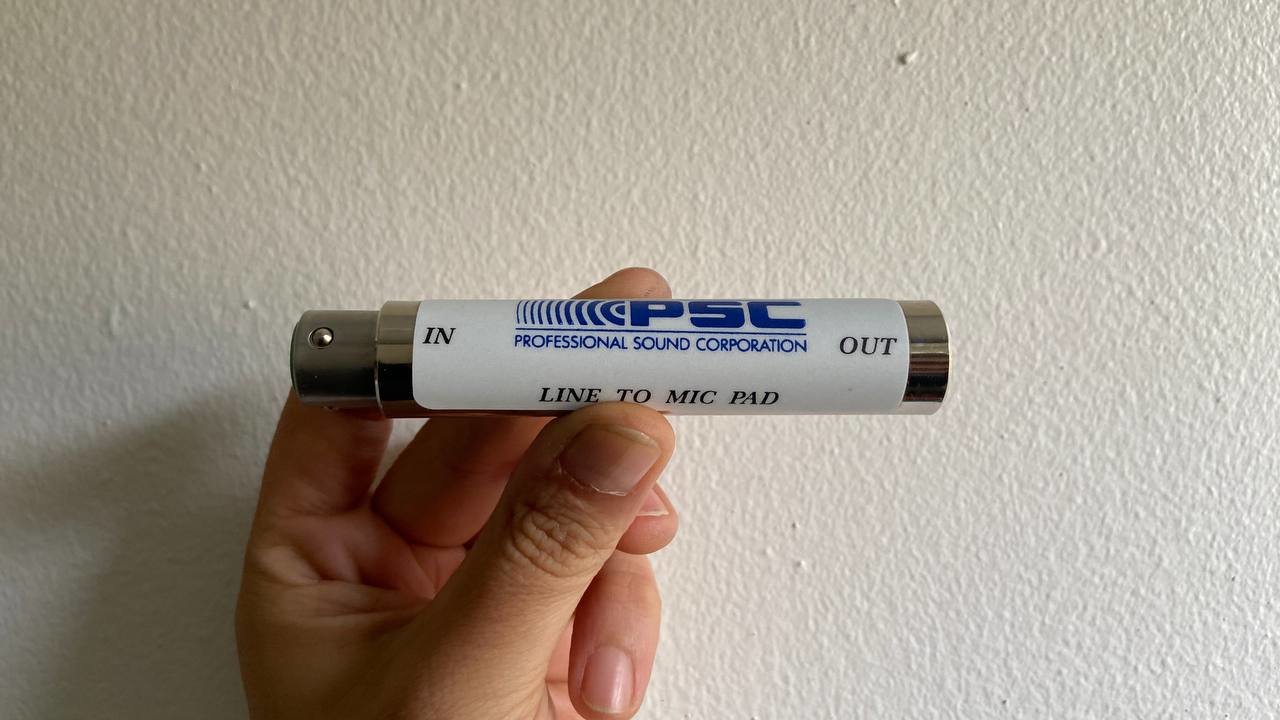 IN
PSC
PROFESSIONAL SOUND CORPORATION
OUT
LINE TO MIC PAD